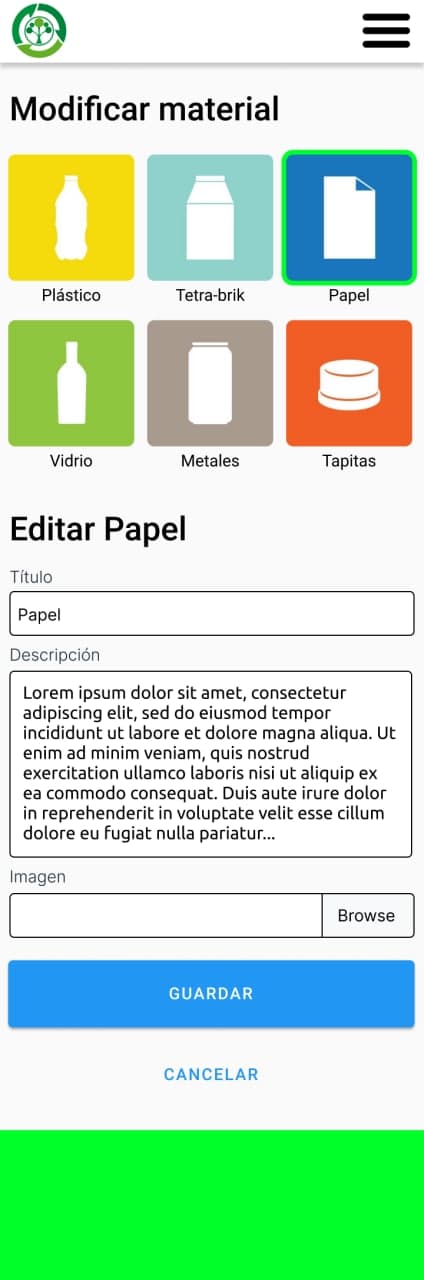 Modificar material
Plástico
Tetra-brik
Papel
Vidrio
Metales
Tapitas
Editar Papel
Título
Papel
Descripción
Lorem ipsum dolor sit amet, consectetur
adipiscing elit, sed do eiusmod tempor
incididunt ut labore et dolore magna aliqua. Ut
enim ad minim veniam, quis nostrud
exercitation ullamco laboris nisi ut aliquip ex
ea commodo consequat. Duis aute irure dolor
in reprehenderit in voluptate velit esse cillum
dolore eu fugiat nulla pariatur...
Imagen
Browse
GUARDAR
CANCELAR